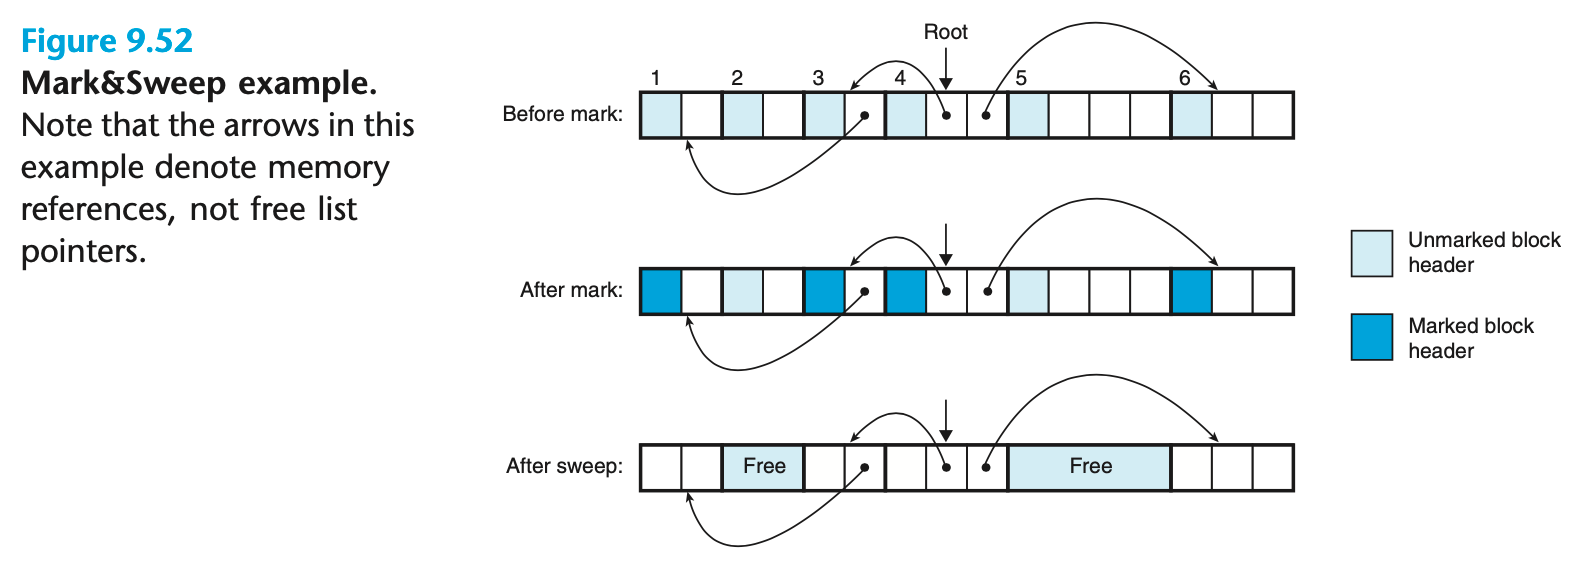 Figure 9.52
Mark&Sweep example.
Note that the arrows in this
example denote memory
references, not free list
pointers.
Root
1 2 3 4 5 6
Before mark:
After mark:
Unmarked block
header
Marked block
header
After sweep:
Free
Free